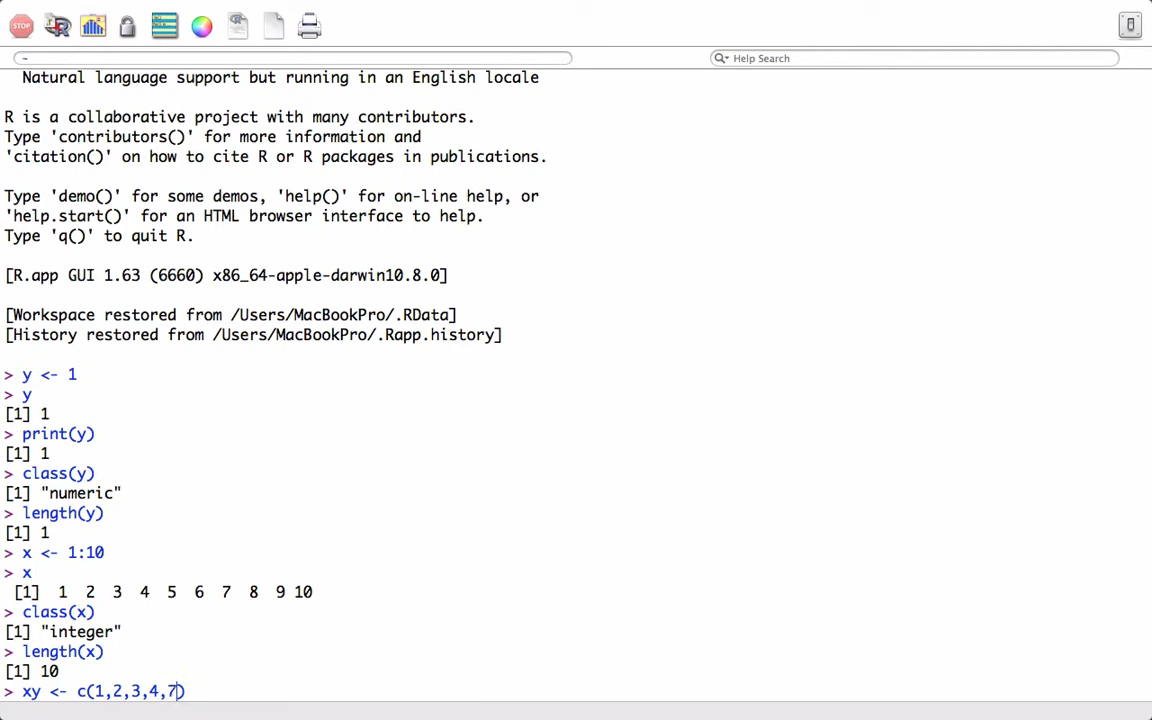 STOP
~
Help Search
Natural language support but running in an English locale
R is a collaborative project with many contributors.
Type 'contributors()' for more information and
'citation()' on how to cite R or R packages in publications.
Type 'demo()' for some demos, 'help()' for on-line help, or
'help.start()' for an HTML browser interface to help.
Type 'q()' to quit R.
[R.app GUI 1.63 (6660) x86_64-apple-darwin10.8.0]
[Workspace restored from /Users/MacBookPro/.RData]
[History restored from /Users/MacBookPro/.Rapp.history]
> y <- 1
> y
[1] 1
> print(y)
[1] 1
> class(y)
[1] "numeric"
> length(y)
[1] 1
> x <- 1:10
> x
[1] 1 2 3 4 5 6 7 8 9 10
> class(x)
[1] "integer"
> length(x)
[1] 10
> xy <- c(1,2,3,4,7)